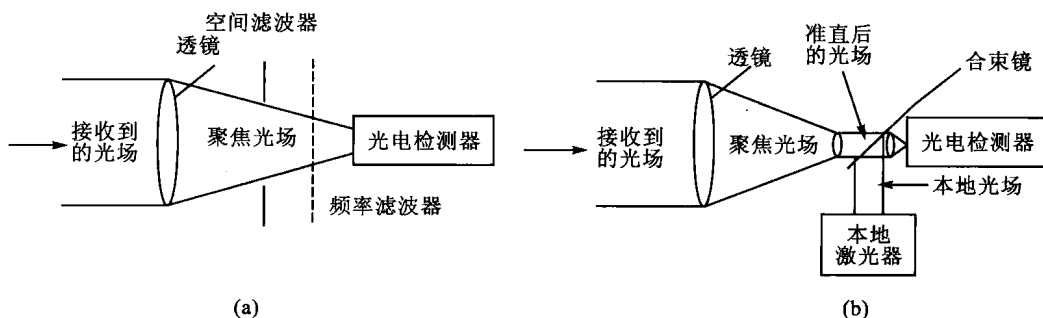 空间滤波器
透镜
接收到
的光场
聚焦光场
光电检测器
频率滤波器
(a)
准直后
的光场
合束镜
透镜
接收到
的光场
聚焦光场
光电检测器
本地光场
本地
激光器
(b)